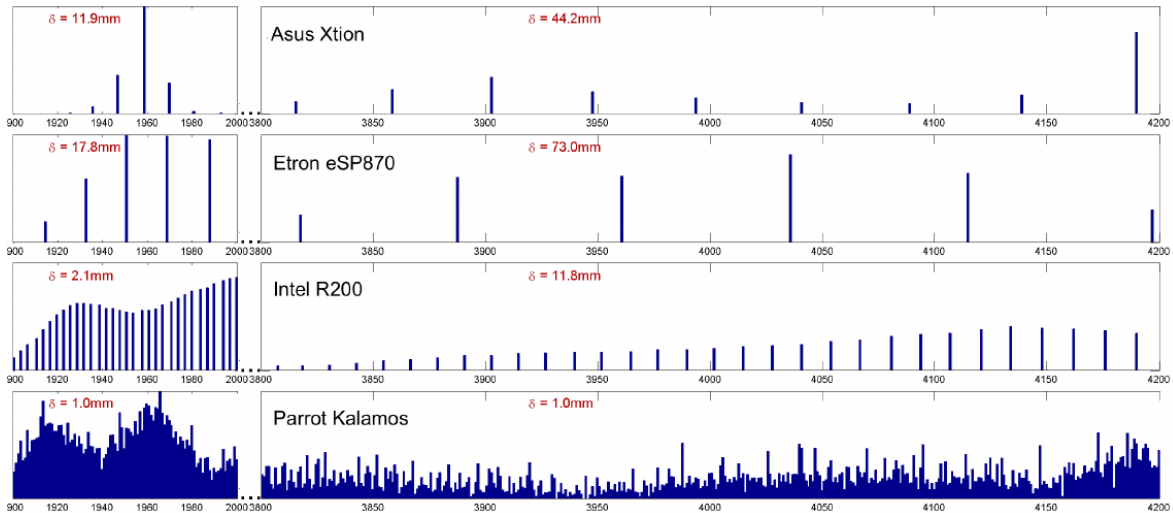 δ = 11.9mm
Asus Xtion
δ = 44.2mm
900 1920 1940 1960 1980 2000 3800 3850 3900 3950 4000 4050 4100 4150 4200
δ = 17.8mm
Etron eSP870
δ = 73.0mm
900 1920 1940 1960 1980 2000 3800 3850 3900 3950 4000 4050 4100 4150 4200
δ = 2.1mm
Intel R200
δ = 11.8mm
900 1920 1940 1960 1980 2000 3800 3850 3900 3950 4000 4050 4100 4150 4200
δ = 1.0mm
Parrot Kalamos
δ = 1.0mm
900 1920 1940 1960 1980 2000 3800 3850 3900 3950 4000 4050 4100 4150 4200